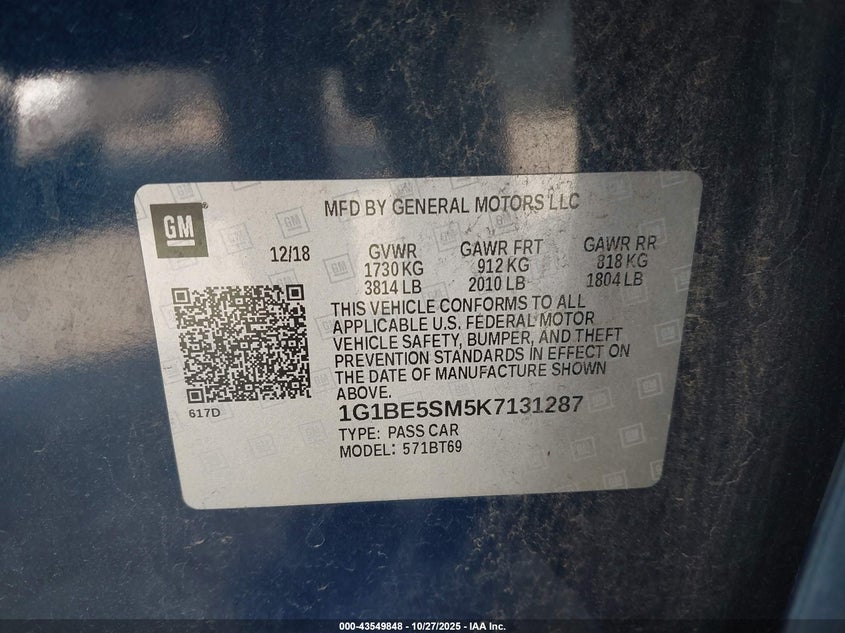 GM
MFD BY GENERAL MOTORS LLC
12/18
GVWR
1730 KG
3814 LB
GAWR FRT
912 KG
2010 LB
GAWR RR
818 KG
1804 LB
THIS VEHICLE CONFORMS TO ALL
APPLICABLE U.S. FEDERAL MOTOR
VEHICLE SAFETY, BUMPER, AND THEFT
PREVENTION STANDARDS IN EFFECT ON
THE DATE OF MANUFACTURE SHOWN
ABOVE.
617D
1G1BE5SM5K7131287
TYPE: PASS CAR
MODEL: 571BT69
000-43549848 - 10/27/2025 - IAA Inc.